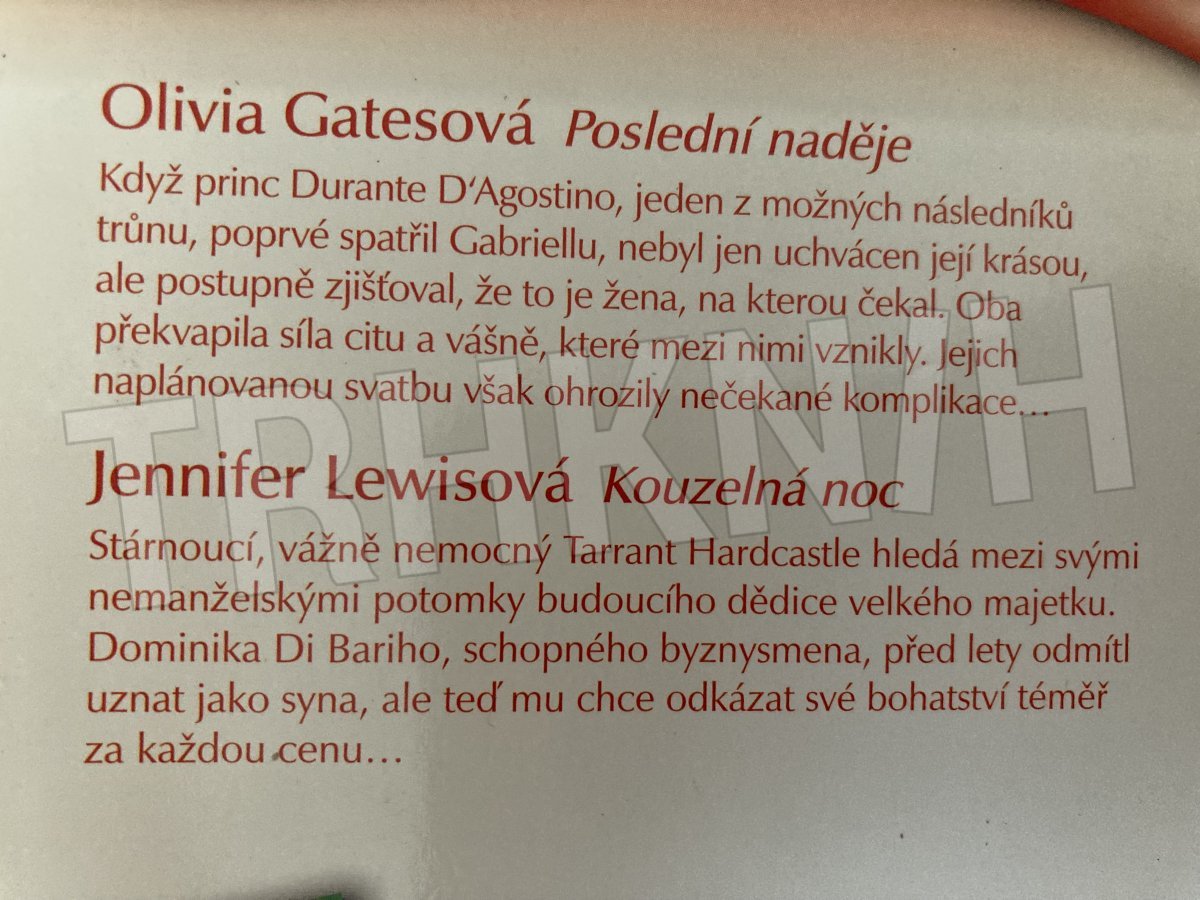 Olivia Gatesová Poslední naděje
Když princ Durante D‘Agostino, jeden z možných následníků
trůnu, poprvé spatřil Gabriellu, nebyl jen uchvácen její krásou,
ale postupně zjišťoval, že to je žena, na kterou čekal. Oba
překvapila síla citu a vášně, které mezi nimi vznikly. Jejich
naplánovanou svatbu však ohrozily nečekané komplikace…
TRHKNIH
Jennifer Lewisová Kouzelná noc
Stárnoucí, vážně nemocný Tarrant Hardcastle hledá mezi svými
nemanželskými potomky budoucího dědice velkého majetku.
Dominika Di Bariho, schopného byznysmena, před lety odmítl
uznat jako syna, ale teď mu chce odkázat své bohatství téměř
za každou cenu…